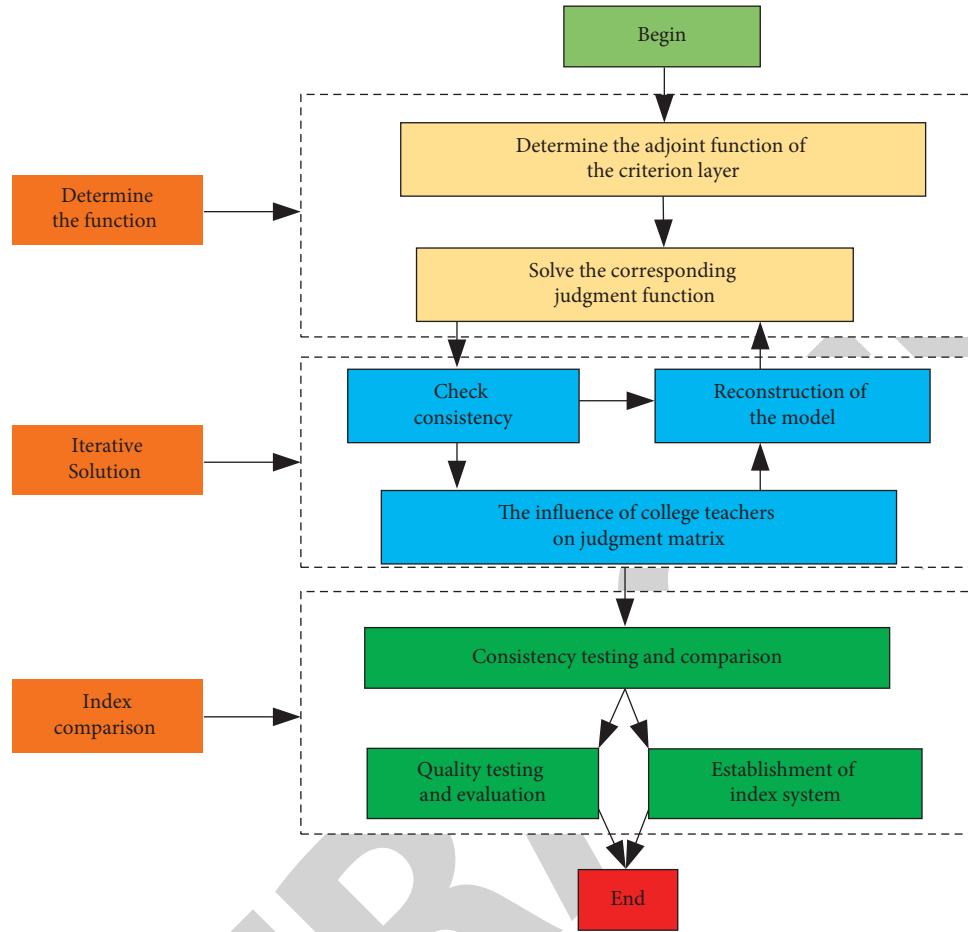 Begin
Determine the adjoint function of
the criterion layer
Determine
the function
Solve the corresponding
judgment function
Check
consistency
Reconstruction of
the model
Iterative
Solution
The influence of college teachers
on judgment matrix
Consistency testing and comparison
Index
comparison
Quality testing
and evaluation
Establishment of
index system
End